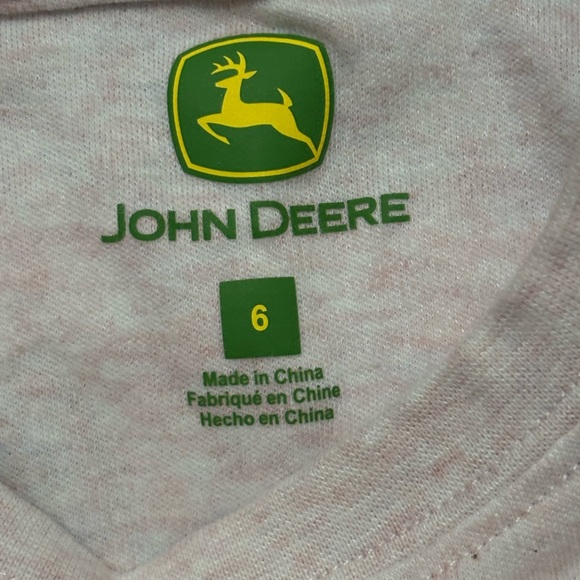 JOHN DEERE
6
Made in China
Fabriqué en Chine
Hecho en China